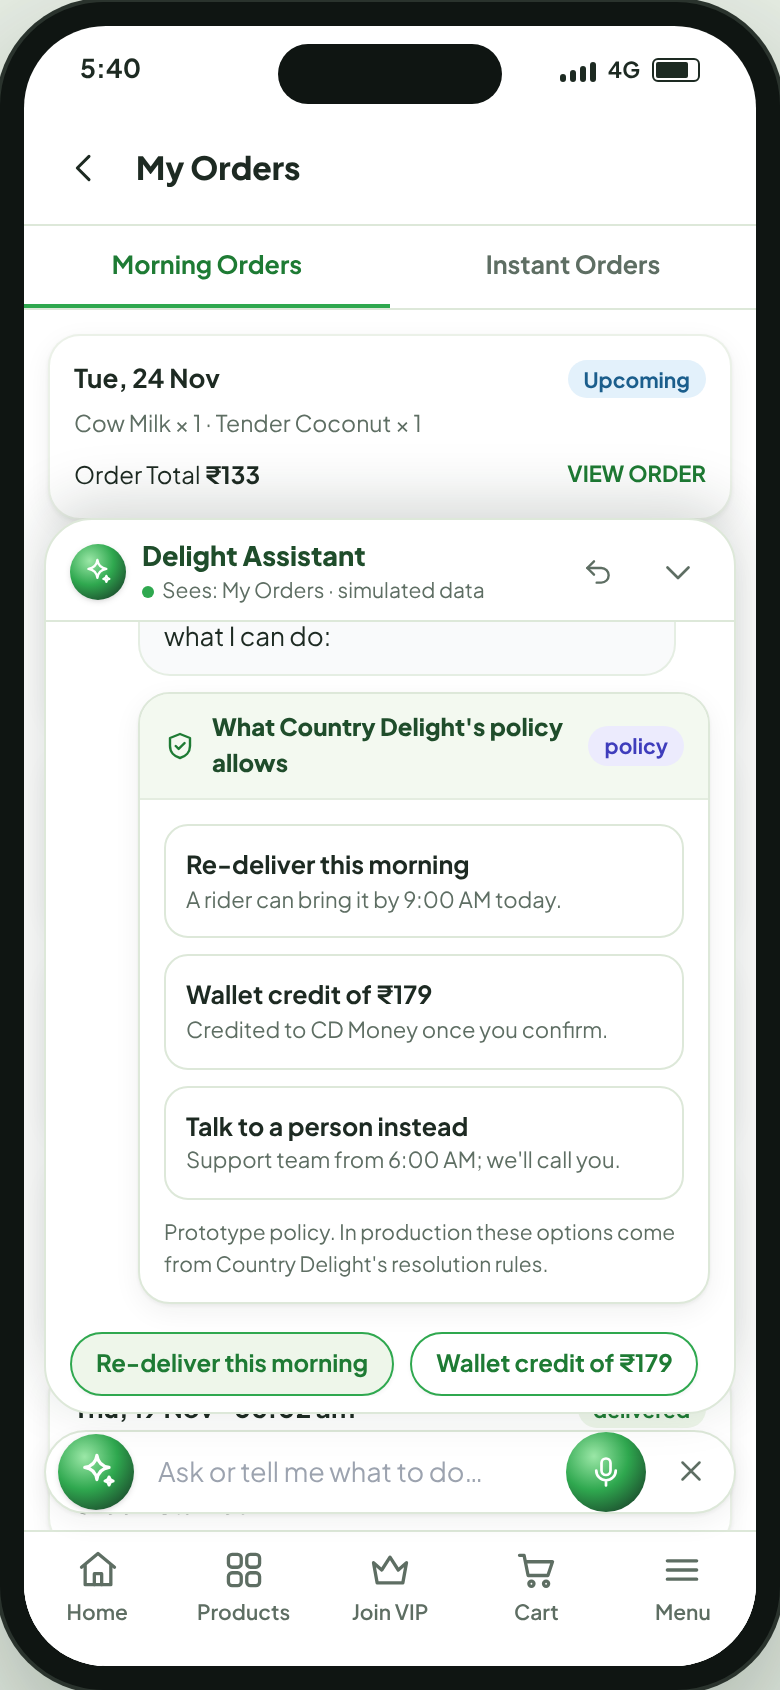 5:40
4G
My Orders
Morning Orders
Instant Orders
Tue, 24 Nov
Upcoming
Cow Milk × 1 · Tender Coconut × 1
Order Total ₹133
VIEW ORDER
Delight Assistant
Sees: My Orders · simulated data
what I can do:
What Country Delight's policy
allows
policy
Re-deliver this morning
A rider can bring it by 9:00 AM today.
Wallet credit of ₹179
Credited to CD Money once you confirm.
Talk to a person instead
Support team from 6:00 AM; we'll call you.
Prototype policy. In production these options come
from Country Delight's resolution rules.
Re-deliver this morning
Wallet credit of ₹179
delivered
Ask or tell me what to do...
Home
Products
Join VIP
Cart
Menu